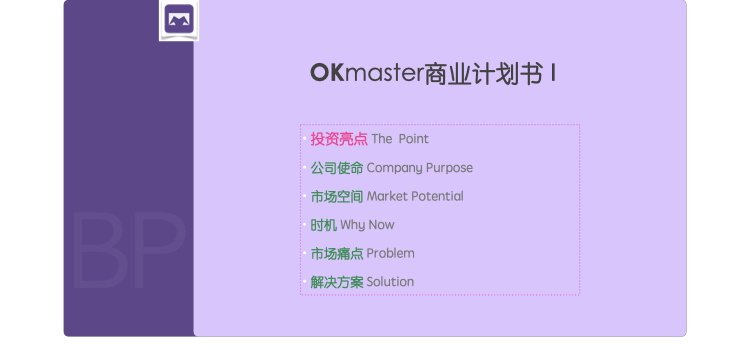 OKmaster商业计划书 I
投资亮点 The Point
公司使命 Company Purpose
市场空间 Market Potential
时机 Why Now
市场痛点 Problem
解决方案 Solution
BP